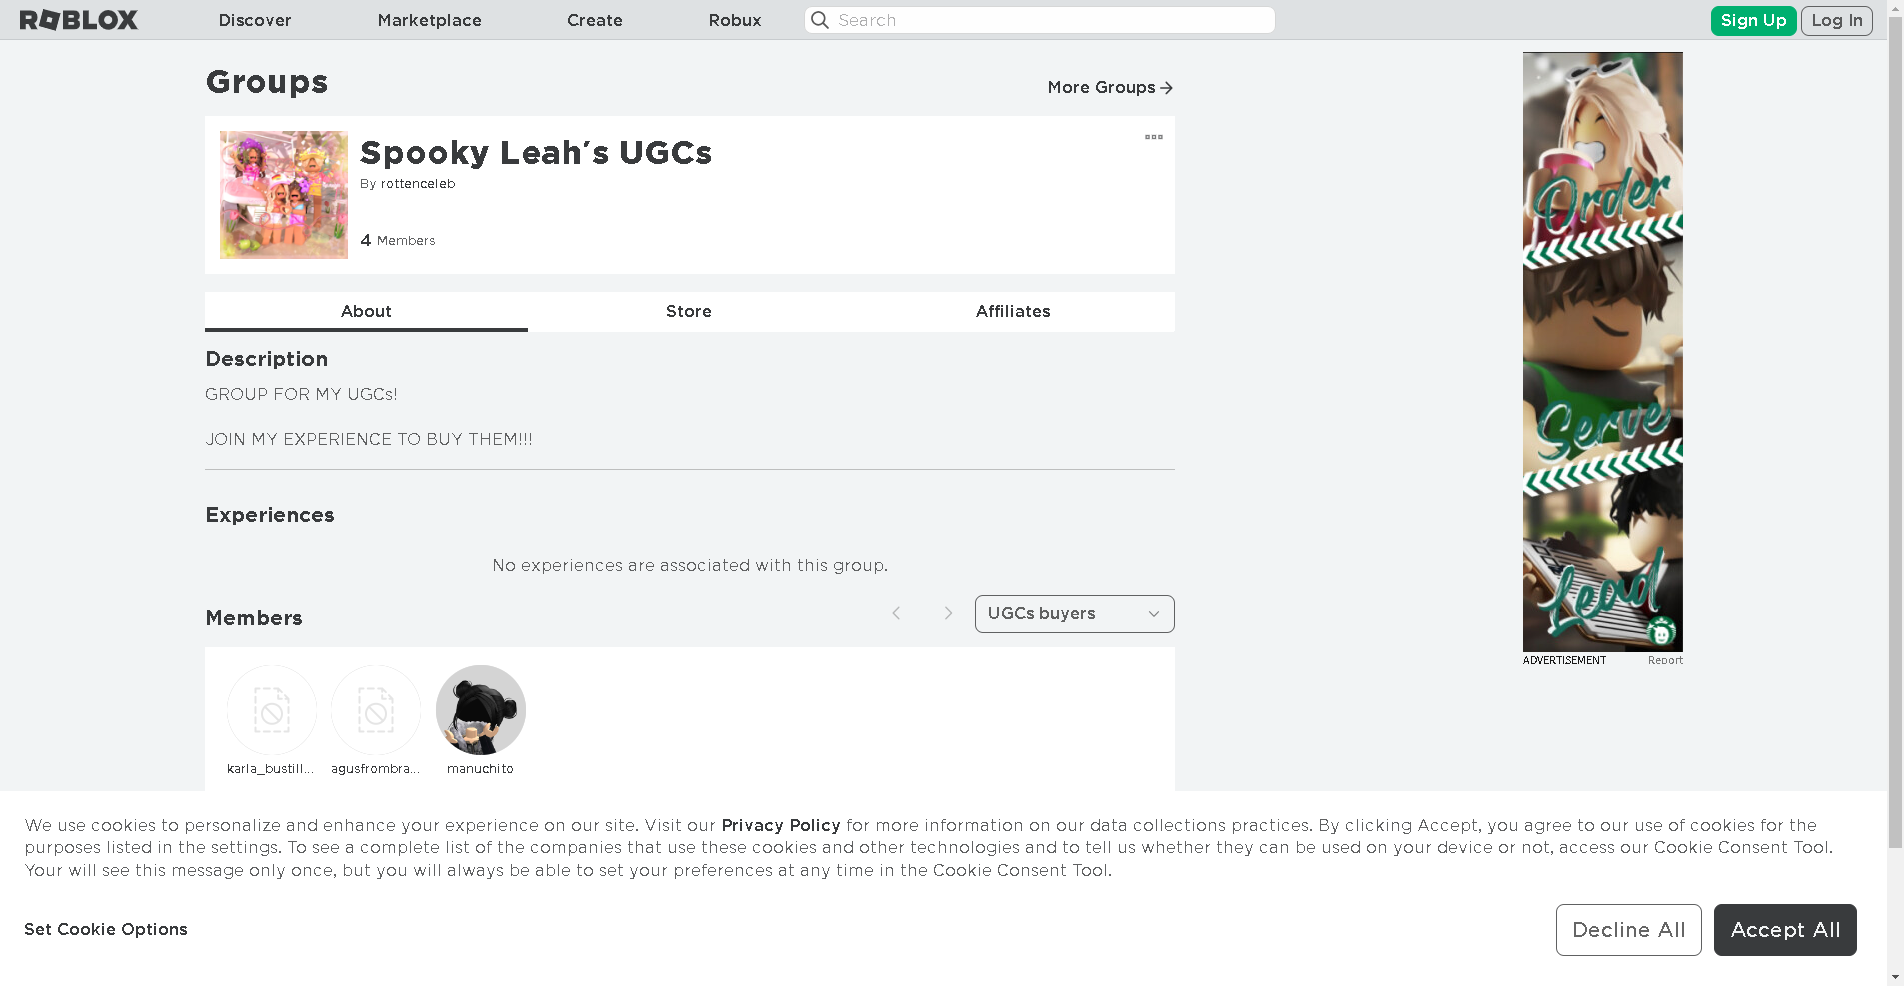 ROBLOX
Discover
Marketplace
Create
Robux
Search
Sign Up
Log In
Groups
More Groups
Spooky Leah's UGCs
By rottenceleb
4 Members
About
Store
Affiliates
Description
GROUP FOR MY UGCs!
JOIN MY EXPERIENCE TO BUY THEM!!!
Experiences
No experiences are associated with this group.
Members
UGCs buyers
karla_bustill...
agusfrombra...
manuchito
Order
Serve
Lead
ADVERTISEMENT
Report
We use cookies to personalize and enhance your experience on our site. Visit our Privacy Policy for more information on our data collections practices. By clicking Accept, you agree to our use of cookies for the
purposes listed in the settings. To see a complete list of the companies that use these cookies and other technologies and to tell us whether they can be used on your device or not, access our Cookie Consent Tool.
Your will see this message only once, but you will always be able to set your preferences at any time in the Cookie Consent Tool.
Set Cookie Options
Decline All
Accept All